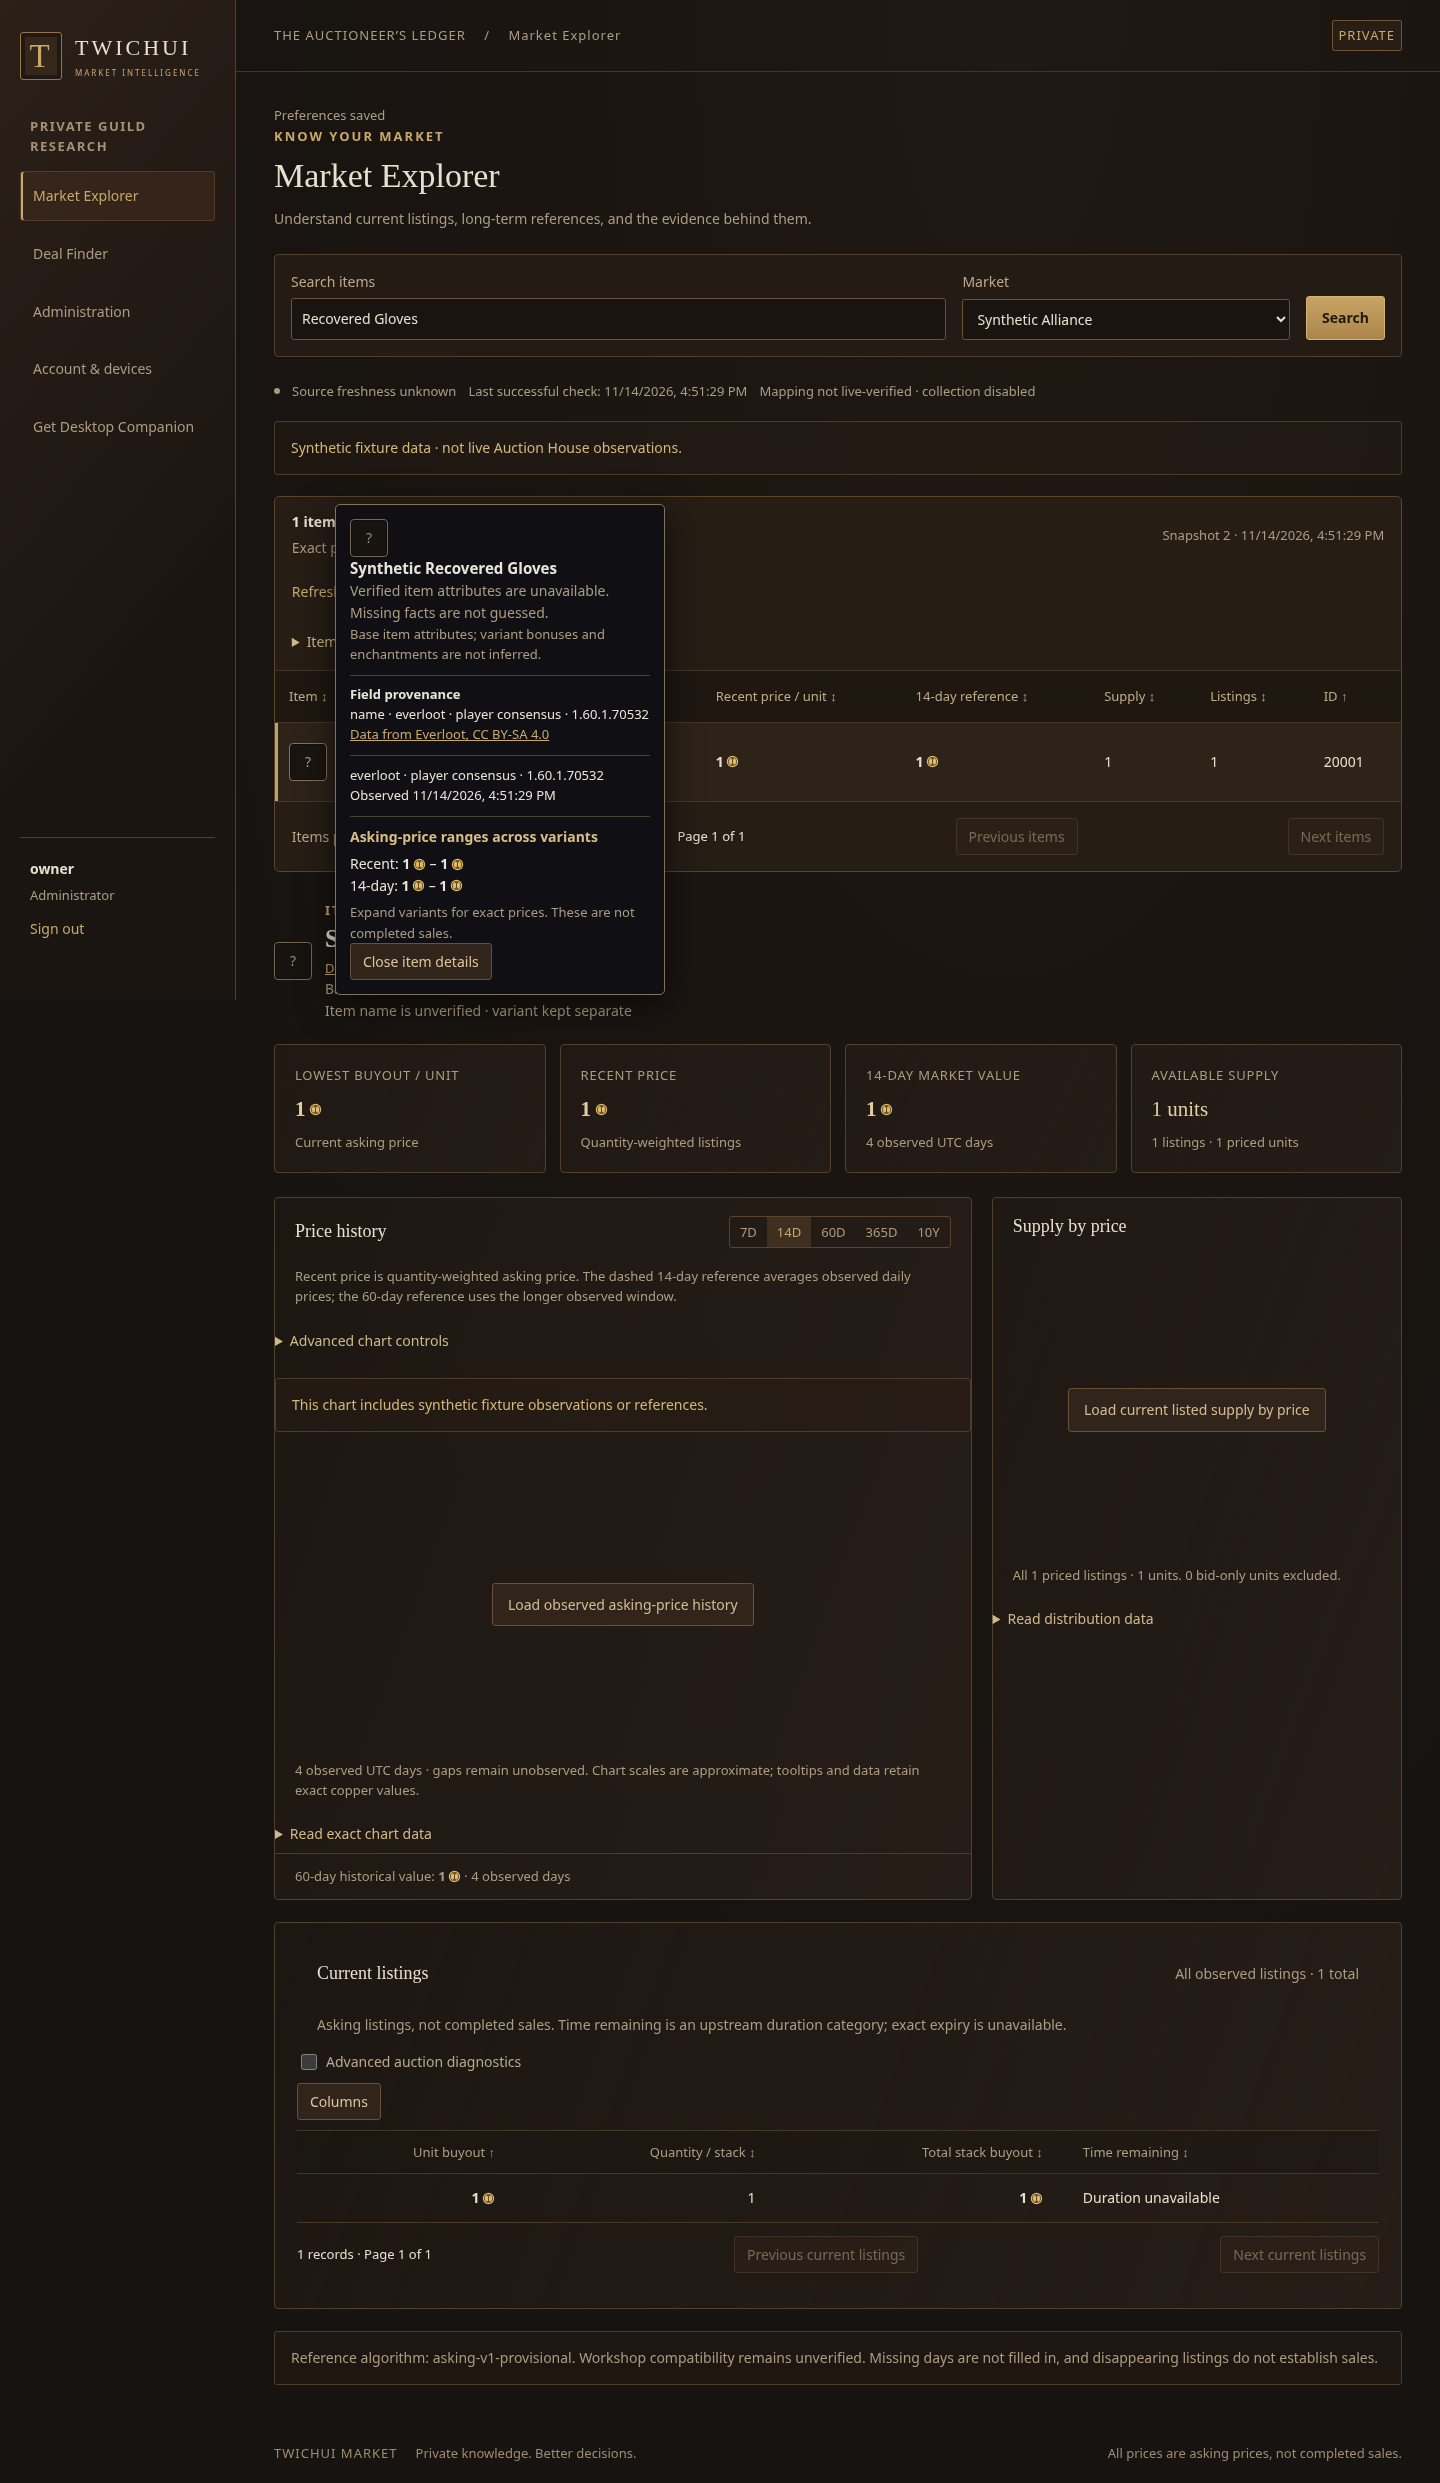 T
TWICHUI
MARKET INTELLIGENCE
PRIVATE GUILD
RESEARCH
Market Explorer
Deal Finder
Administration
Account & devices
Get Desktop Companion
owner
Administrator
Sign out
THE AUCTIONEER'S LEDGER / Market Explorer
PRIVATE
Preferences saved
KNOW YOUR MARKET
Market Explorer
Understand current listings, long-term references, and the evidence behind them.
Search items
Market
Recovered Gloves
Synthetic Alliance
Search
Source freshness unknown Last successful check: 11/14/2026, 4:51:29 PM Mapping not live-verified · collection disabled
Synthetic fixture data · not live Auction House observations.
1 item
Exact
Snapshot 2 · 11/14/2026, 4:51:29 PM
▶ Item
Item ↕
Recent price / unit ↕
14-day reference ↕
Supply ↕
Listings ↕
ID ↑
?
1
1
1
1
20001
Items
Page 1 of 1
Previous items
Next items
?
Synthetic Recovered Gloves
Verified item attributes are unavailable.
Missing facts are not guessed.
Base item attributes; variant bonuses and
enchantments are not inferred.
Field provenance
name · everloot · player consensus · 1.60.1.70532
Data from Everloot, CC BY-SA 4.0
everloot · player consensus · 1.60.1.70532
Observed 11/14/2026, 4:51:29 PM
Asking-price ranges across variants
Recent: 1 – 1
14-day: 1 – 1
Expand variants for exact prices. These are not
completed sales.
Close item details
?
Item name is unverified · variant kept separate
LOWEST BUYOUT / UNIT
1
Current asking price
RECENT PRICE
1
Quantity-weighted listings
14-DAY MARKET VALUE
1
4 observed UTC days
AVAILABLE SUPPLY
1 units
1 listings · 1 priced units
Price history
7D 14D 60D 365D 10Y
Recent price is quantity-weighted asking price. The dashed 14-day reference averages observed daily
prices; the 60-day reference uses the longer observed window.
▶ Advanced chart controls
This chart includes synthetic fixture observations or references.
Load observed asking-price history
4 observed UTC days · gaps remain unobserved. Chart scales are approximate; tooltips and data retain
exact copper values.
▶ Read exact chart data
60-day historical value: 1 · 4 observed days
Supply by price
Load current listed supply by price
All 1 priced listings · 1 units. 0 bid-only units excluded.
▶ Read distribution data
Current listings
All observed listings · 1 total
Asking listings, not completed sales. Time remaining is an upstream duration category; exact expiry is unavailable.
Advanced auction diagnostics
Columns
Unit buyout ↑
Quantity / stack ↕
Total stack buyout ↕
Time remaining ↕
1
1
1
Duration unavailable
1 records · Page 1 of 1
Previous current listings
Next current listings
Reference algorithm: asking-v1-provisional. Workshop compatibility remains unverified. Missing days are not filled in, and disappearing listings do not establish sales.
TWICHUI MARKET Private knowledge. Better decisions.
All prices are asking prices, not completed sales.